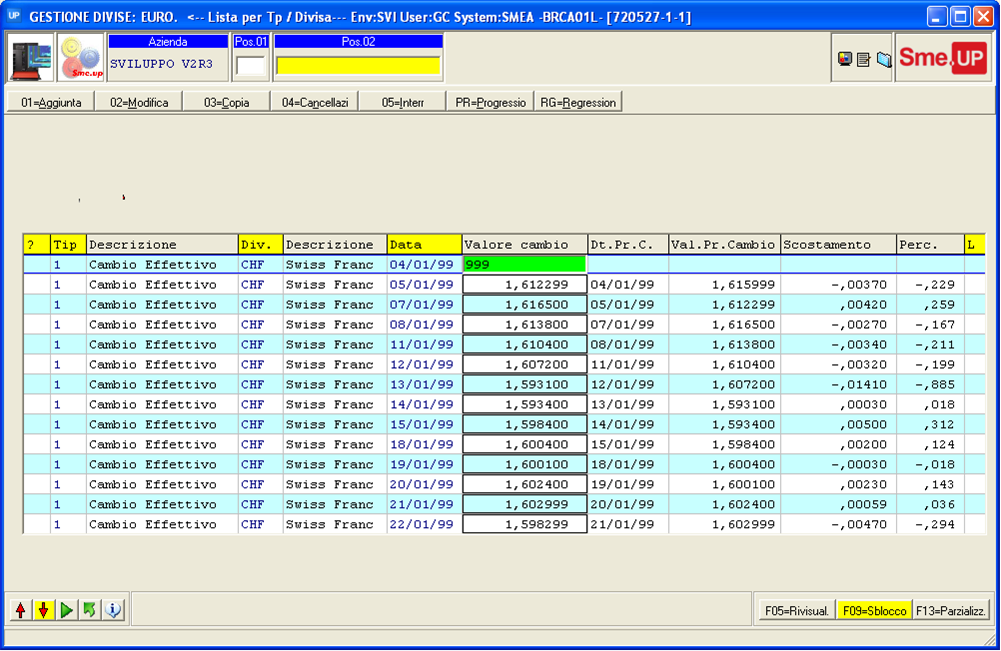 UP GESTIONE DIVISE: EURO. <-- Lista per Tp / Divisa--- Env:SVI User:GC System:SMEA -BRCA01L- [720527-1-1]
Azienda Pos.01 Pos.02
SVILUPPO V2R3
Sme.up
Sme.UP
01=Aggiunta 02=Modifica 03=Copia 04=Cancellazi 05=Interr PR=Progressio RG=Regression
? Tip Descrizione Div. Descrizione Data Valore cambio Dt.Pr.C. Val.Pr.Cambio Scostamento Perc. L
1 Cambio Effettivo CHF Swiss Franc 04/01/99 999
1 Cambio Effettivo CHF Swiss Franc 05/01/99 1,612299 04/01/99 1,615999 -,00370 -,229
1 Cambio Effettivo CHF Swiss Franc 07/01/99 1,616500 05/01/99 1,612299 ,00420 ,259
1 Cambio Effettivo CHF Swiss Franc 08/01/99 1,613800 07/01/99 1,616500 -,00270 -,167
1 Cambio Effettivo CHF Swiss Franc 11/01/99 1,610400 08/01/99 1,613800 -,00340 -,211
1 Cambio Effettivo CHF Swiss Franc 12/01/99 1,607200 11/01/99 1,610400 -,00320 -,199
1 Cambio Effettivo CHF Swiss Franc 13/01/99 1,593100 12/01/99 1,607200 -,01410 -,885
1 Cambio Effettivo CHF Swiss Franc 14/01/99 1,593400 13/01/99 1,593100 ,00030 ,018
1 Cambio Effettivo CHF Swiss Franc 15/01/99 1,598400 14/01/99 1,593400 ,00500 ,312
1 Cambio Effettivo CHF Swiss Franc 18/01/99 1,600400 15/01/99 1,598400 ,00200 ,124
1 Cambio Effettivo CHF Swiss Franc 19/01/99 1,600100 18/01/99 1,600400 -,00030 -,018
1 Cambio Effettivo CHF Swiss Franc 20/01/99 1,602400 19/01/99 1,600100 ,00230 ,143
1 Cambio Effettivo CHF Swiss Franc 21/01/99 1,602999 20/01/99 1,602400 ,00059 ,036
1 Cambio Effettivo CHF Swiss Franc 22/01/99 1,598299 21/01/99 1,602999 -,00470 -,294
F05=Rivisual. F09=Sblocco F13=Parzializz.